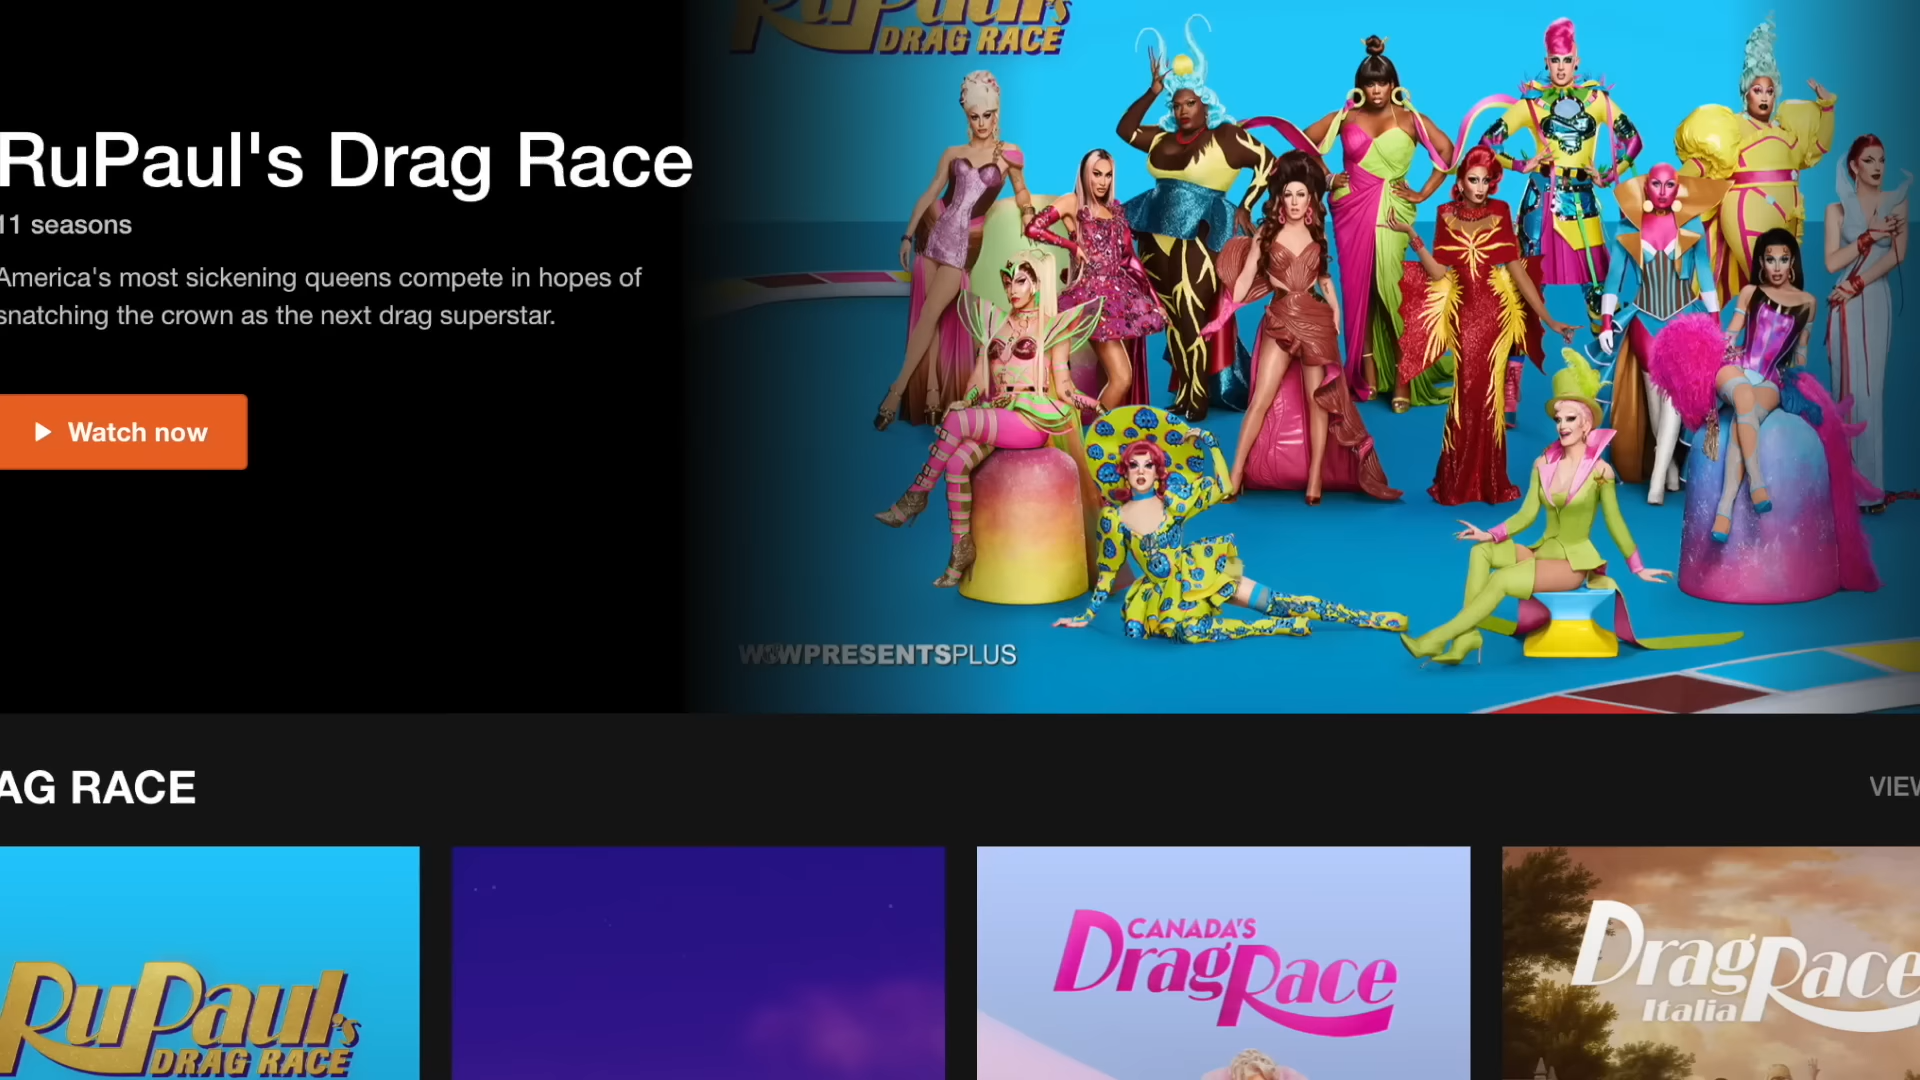 RuPaul's
DRAG RACE
RuPaul's Drag Race
11 seasons
America's most sickening queens compete in hopes of
snatching the crown as the next drag superstar.
Watch now
WOWPRESENTSPLUS
AG RACE
VIEW
RuPaul's
DRAG RACE
CANADA'S
Drag Race
Drag Race
Italia